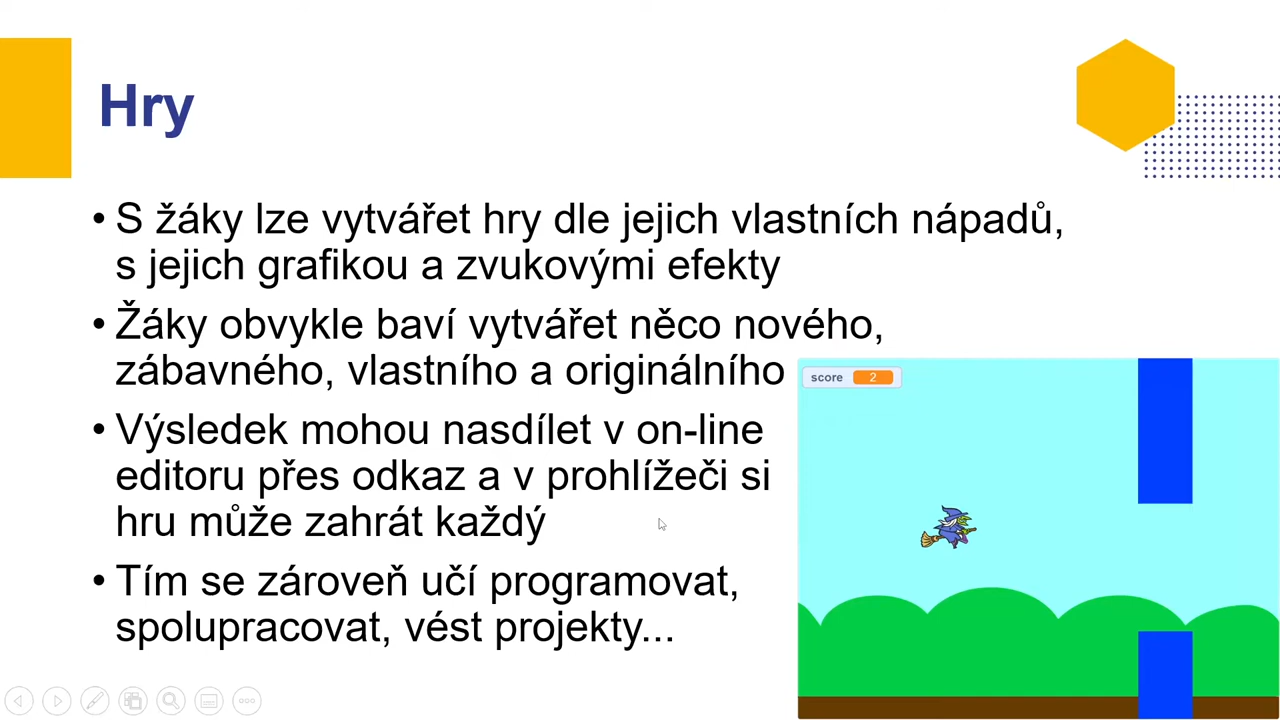 Hry
• S žáky lze vytvářet hry dle jejich vlastních nápadů,
s jejich grafikou a zvukovými efekty
• Žáky obvykle baví vytvářet něco nového,
zábavného, vlastního a originálního
• Výsledek mohou nasdílet v on-line
editoru přes odkaz a v prohlížeči si
hru může zahrát každý
• Tím se zároveň učí programovat,
spolupracovat, vést projekty...
score 2